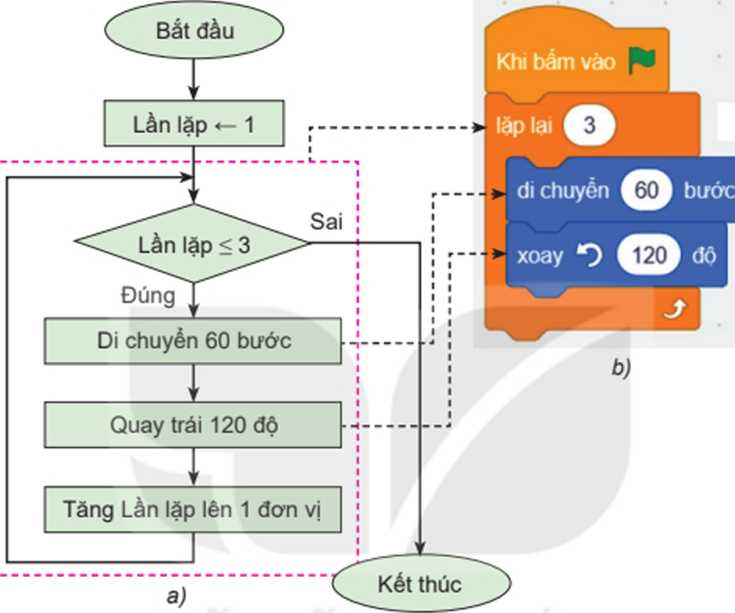 Bắt đầu
Lần lặp ← 1
Lần lặp ≤ 3
Sai
Đúng
Di chuyển 60 bước
Quay trái 120 độ
Tăng Lần lặp lên 1 đơn vị
Kết thúc
a)
Khi bấm vào
lặp lại 3
di chuyển 60 bước
xoay 120 độ
b)